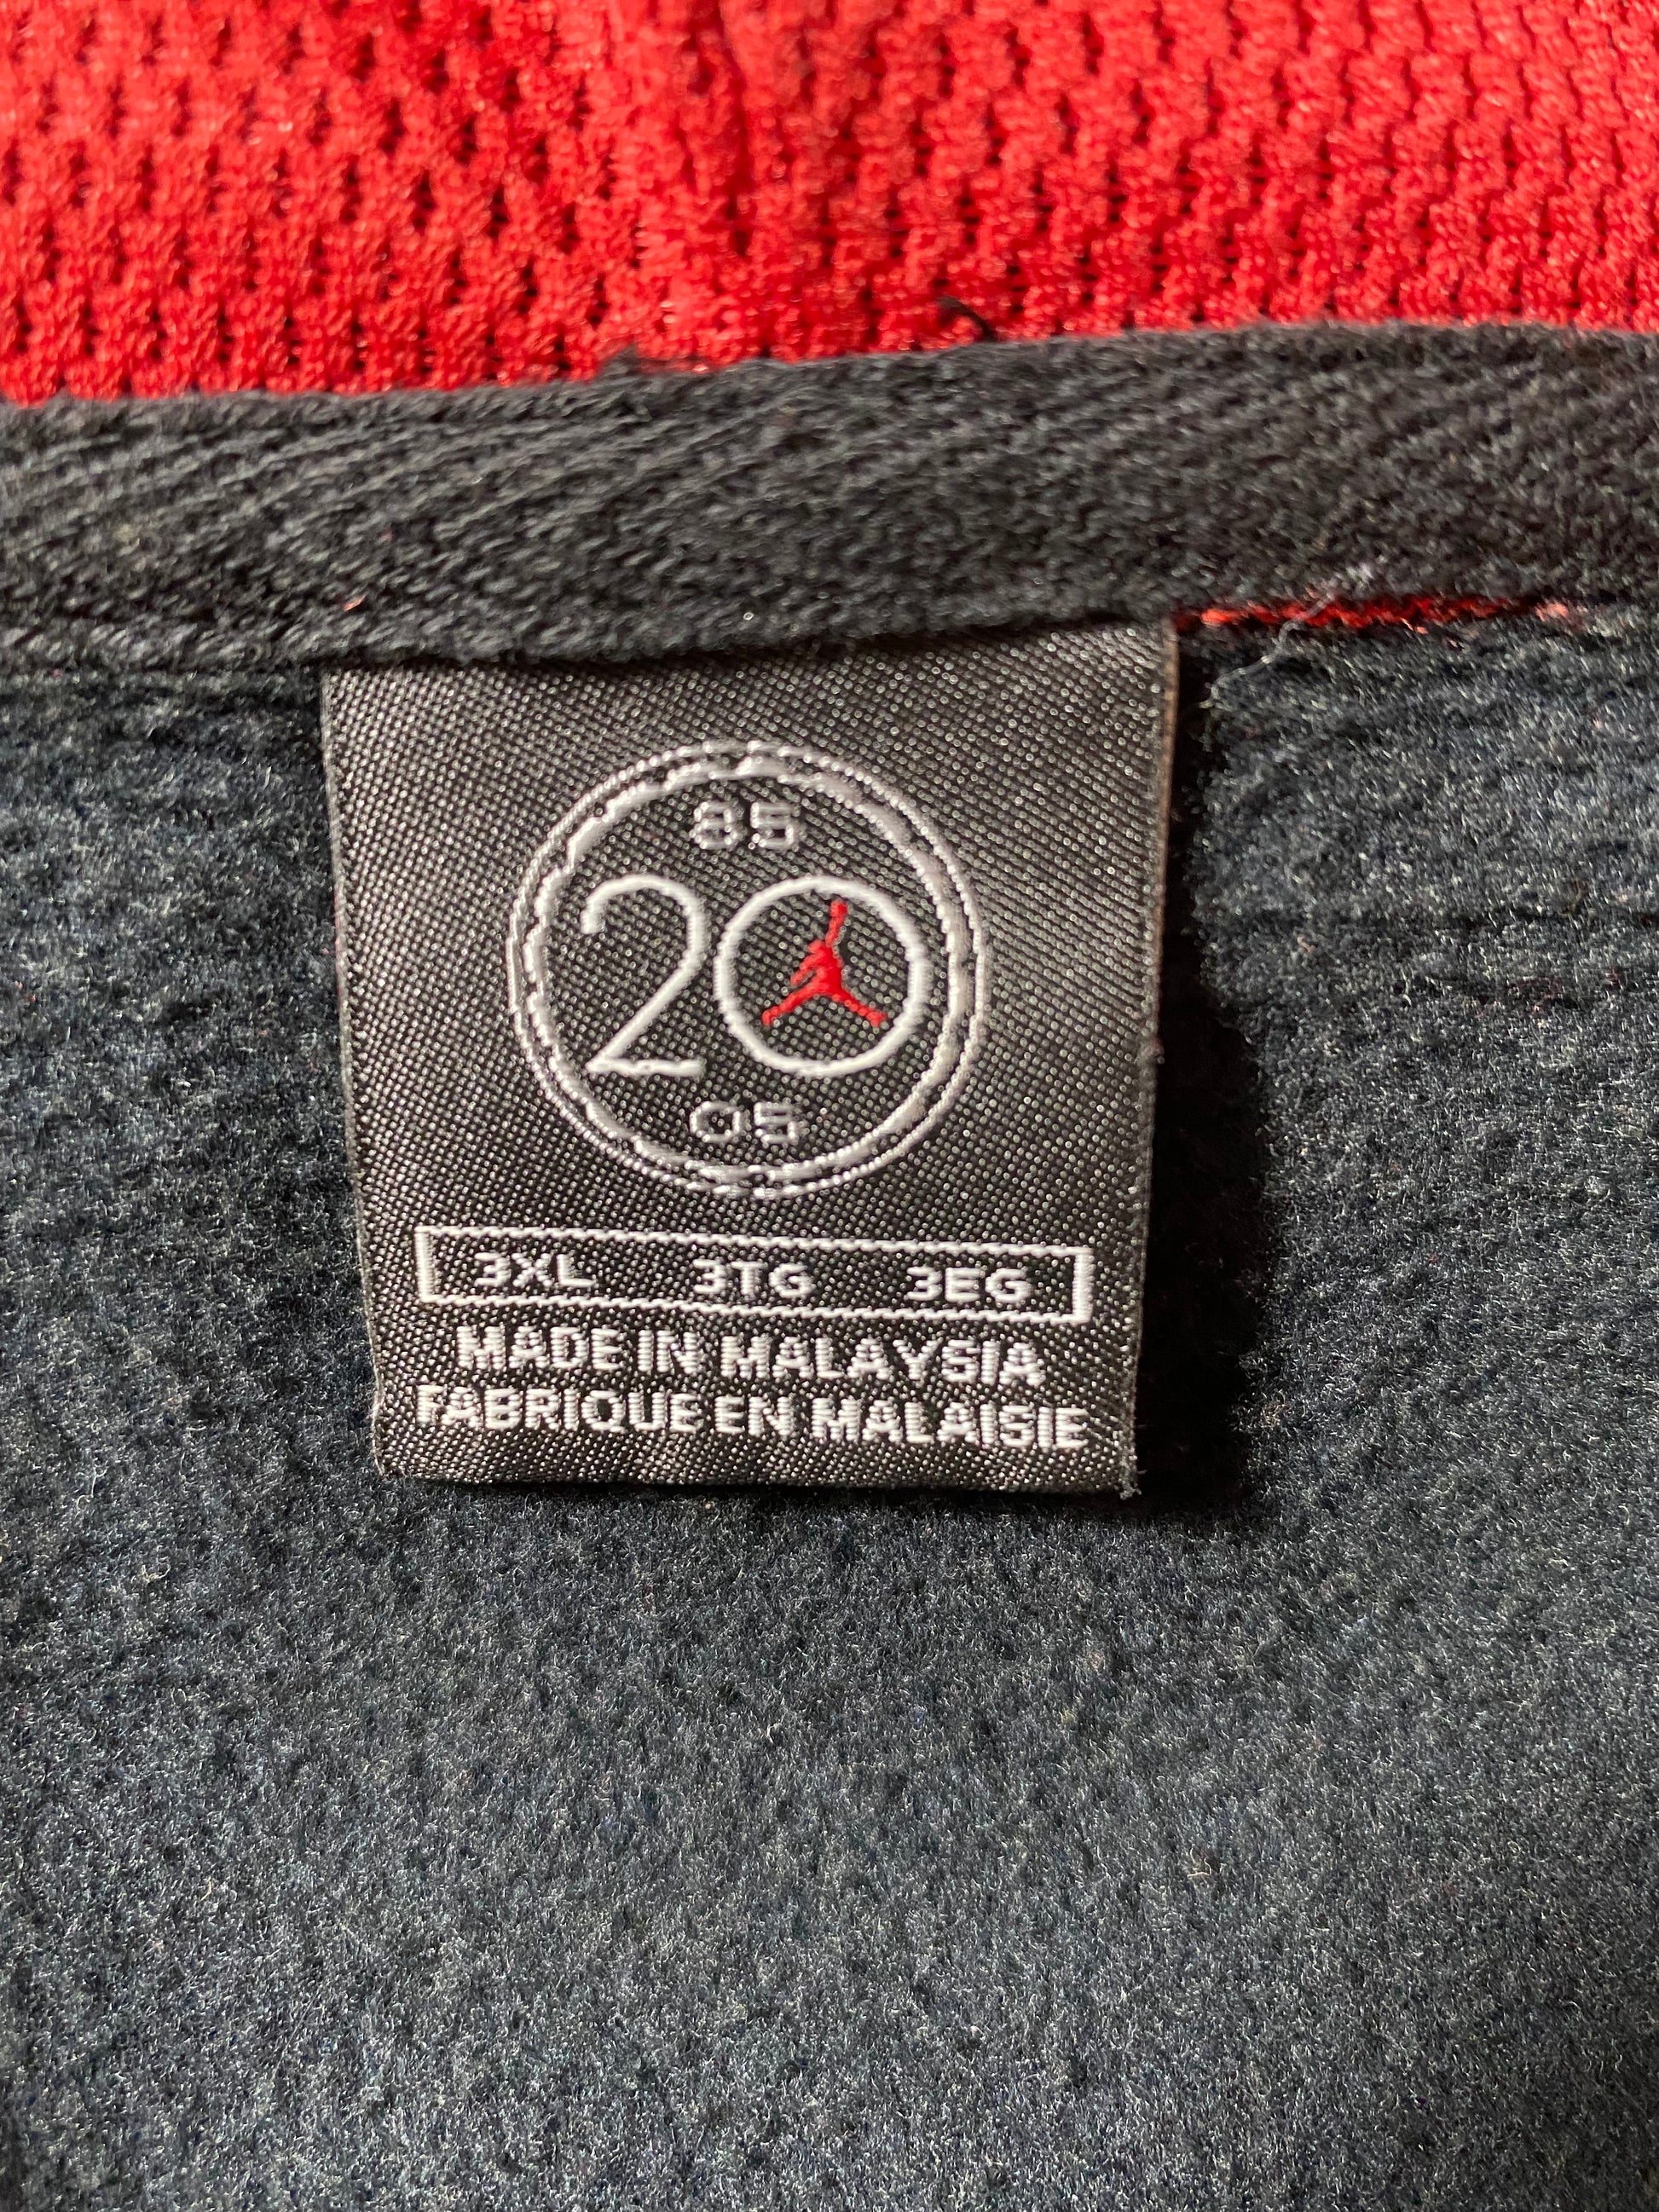 85
20
05
3XL 3TG 3EG
MADE IN MALAYSIA
FABRIQUE EN MALAISIE